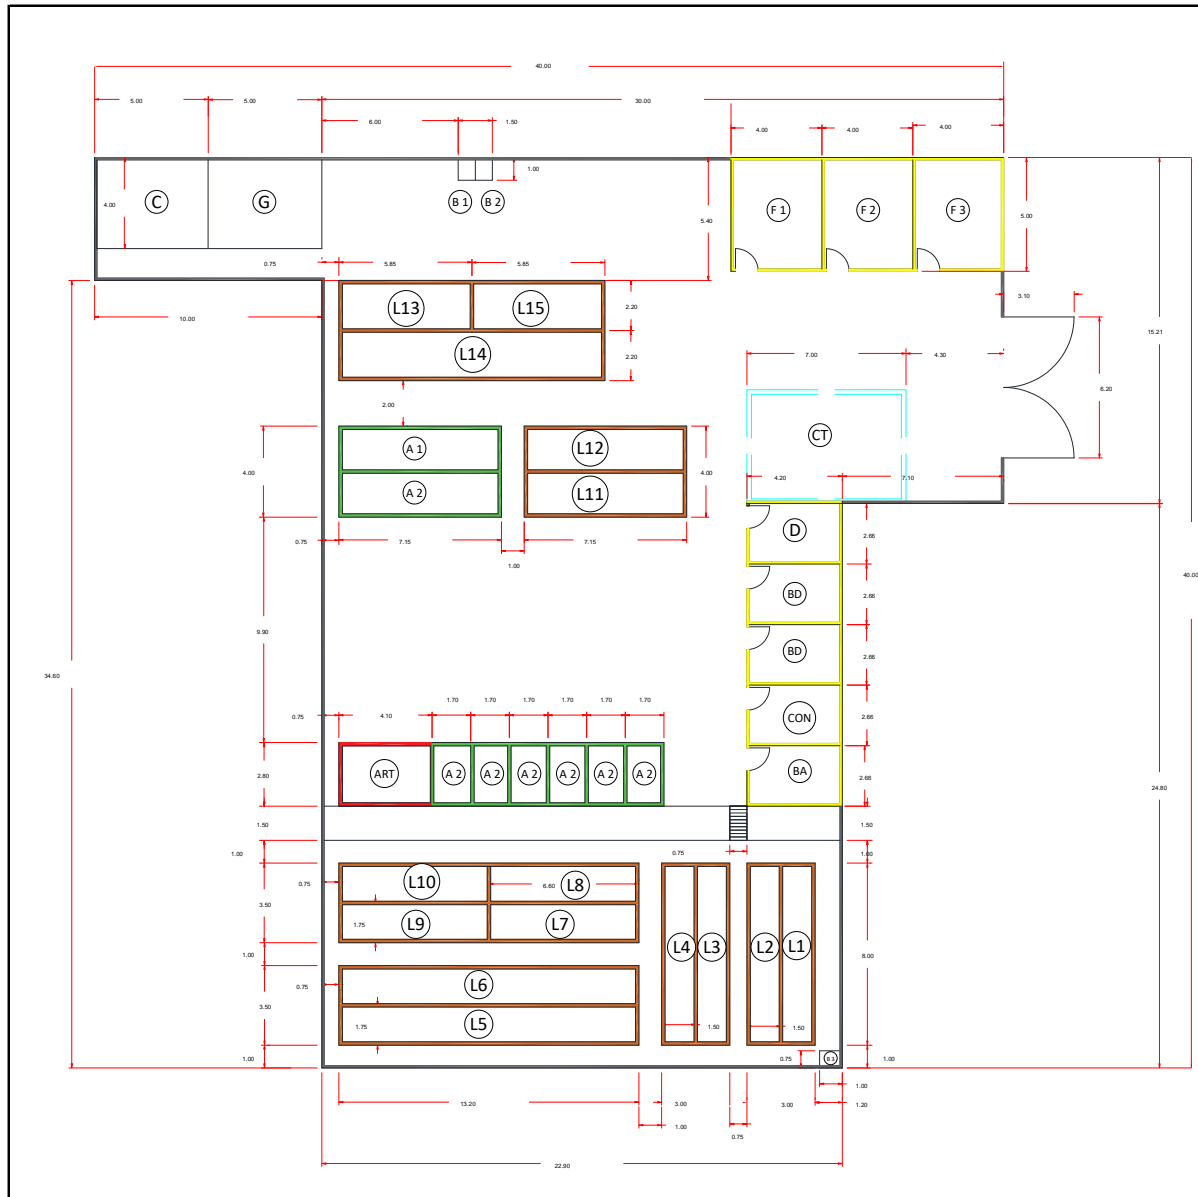 40.00
5.00 5.00 30.00
6.00 1.50
4.00 4.00 4.00
1.00
C G B 1 B 2 F 1 F 2 F 3
4.00 5.40 5.00
0.75 5.85 5.85
3.10
L13 L15 2.20
10.00
15.21
L14 2.20
7.00 4.30
6.20
2.00
CT
A 1 L12
4.00 4.00
4.20 7.10
A 2 L11
D 2.66
0.75 7.15 7.15
1.00
40.00
BD 2.66
9.90
BD 2.66
34.60
1.70 1.70 1.70 1.70 1.70 1.70
0.75 4.10
CON 2.66
ART A 2 A 2 A 2 A 2 A 2 A 2 BA
2.80 2.66
24.80
1.50 1.50
1.00 0.75 1.00
0.75 L10 6.60 L8
3.50
L9 1.75 L7
L4 L3 L2 L1
1.00 8.00
0.75 L6
3.50
1.75 L5 1.50 1.50
1.00 0.75 B 3 1.00
1.00
13.20 3.00 3.00 1.20
1.00 0.75
22.90